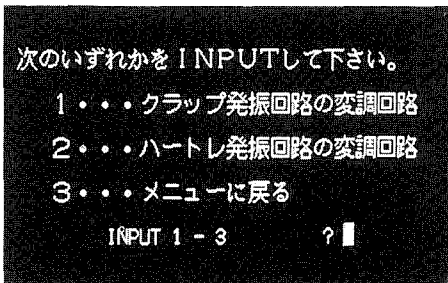 次のいずれかをINPUTして下さい。
1・・・クラップ発振回路の変調回路
2・・・ハートレ発振回路の変調回路
3・・・メニューに戻る
INPUT 1 - 3 ?